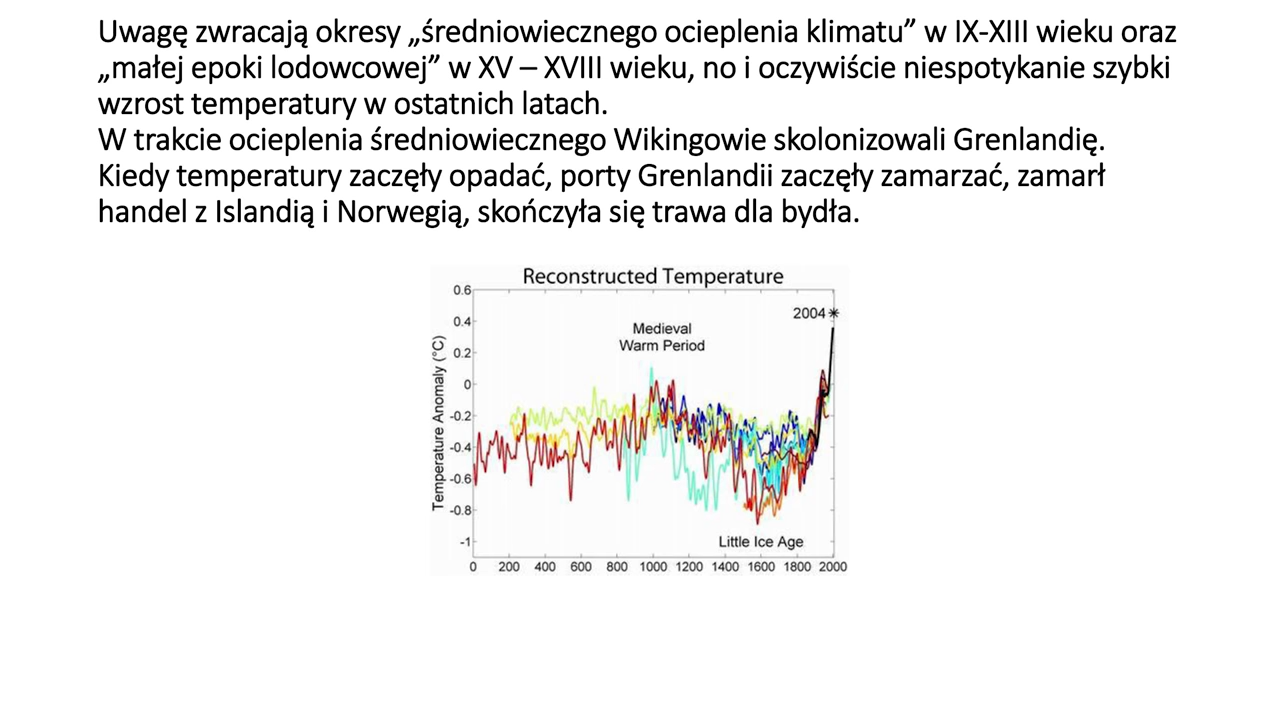 Uwagę zwracają okresy „średniowiecznego ocieplenia klimatu” w IX-XIII wieku oraz
„małej epoki lodowcowej” w XV – XVIII wieku, no i oczywiście niespotykanie szybki
wzrost temperatury w ostatnich latach.
W trakcie ocieplenia średniowiecznego Wikingowie skolonizowali Grenlandię.
Kiedy temperatury zaczęły opadać, porty Grenlandii zaczęły zamarzać, zamarł
handel z Islandią i Norwegią, skończyła się trawa dla bydła.
Reconstructed Temperature
0.6
0.4
0.2
0
-0.2
-0.4
-0.6
-0.8
-1
Temperature Anomaly (°C)
2004
Medieval
Warm Period
Little Ice Age
0 200 400 600 800 1000 1200 1400 1600 1800 2000